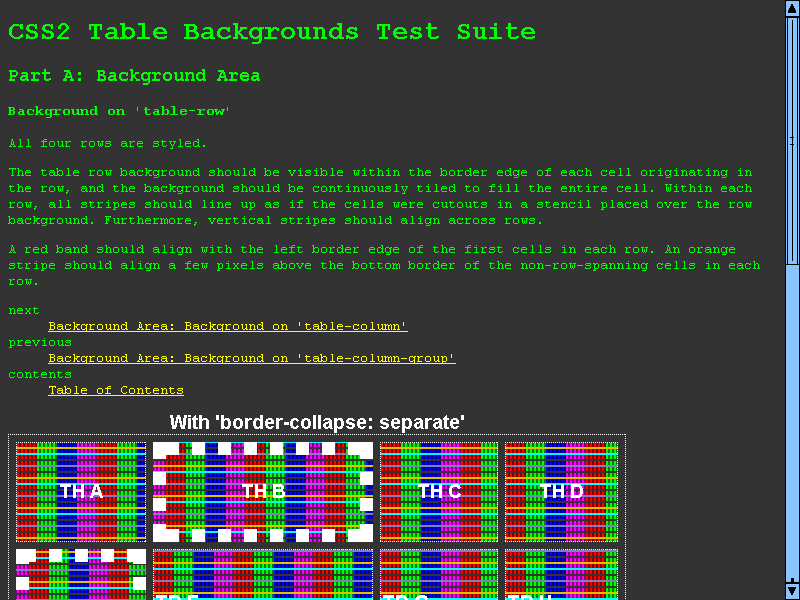 CSS2 Table Backgrounds Test Suite
Part A: Background Area
Background on 'table-row'
All four rows are styled.
The table row background should be visible within the border edge of each cell originating in
the row, and the background should be continuously tiled to fill the entire cell. Within each
row, all stripes should line up as if the cells were cutouts in a stencil placed over the row
background. Furthermore, vertical stripes should align across rows.
A red band should align with the left border edge of the first cells in each row. An orange
stripe should align a few pixels above the bottom border of the non-row-spanning cells in each
row.
next
Background Area: Background on 'table-column'
previous
Background Area: Background on 'table-column-group'
contents
Table of Contents
With 'border-collapse: separate'
TH A TH B TH C TH D